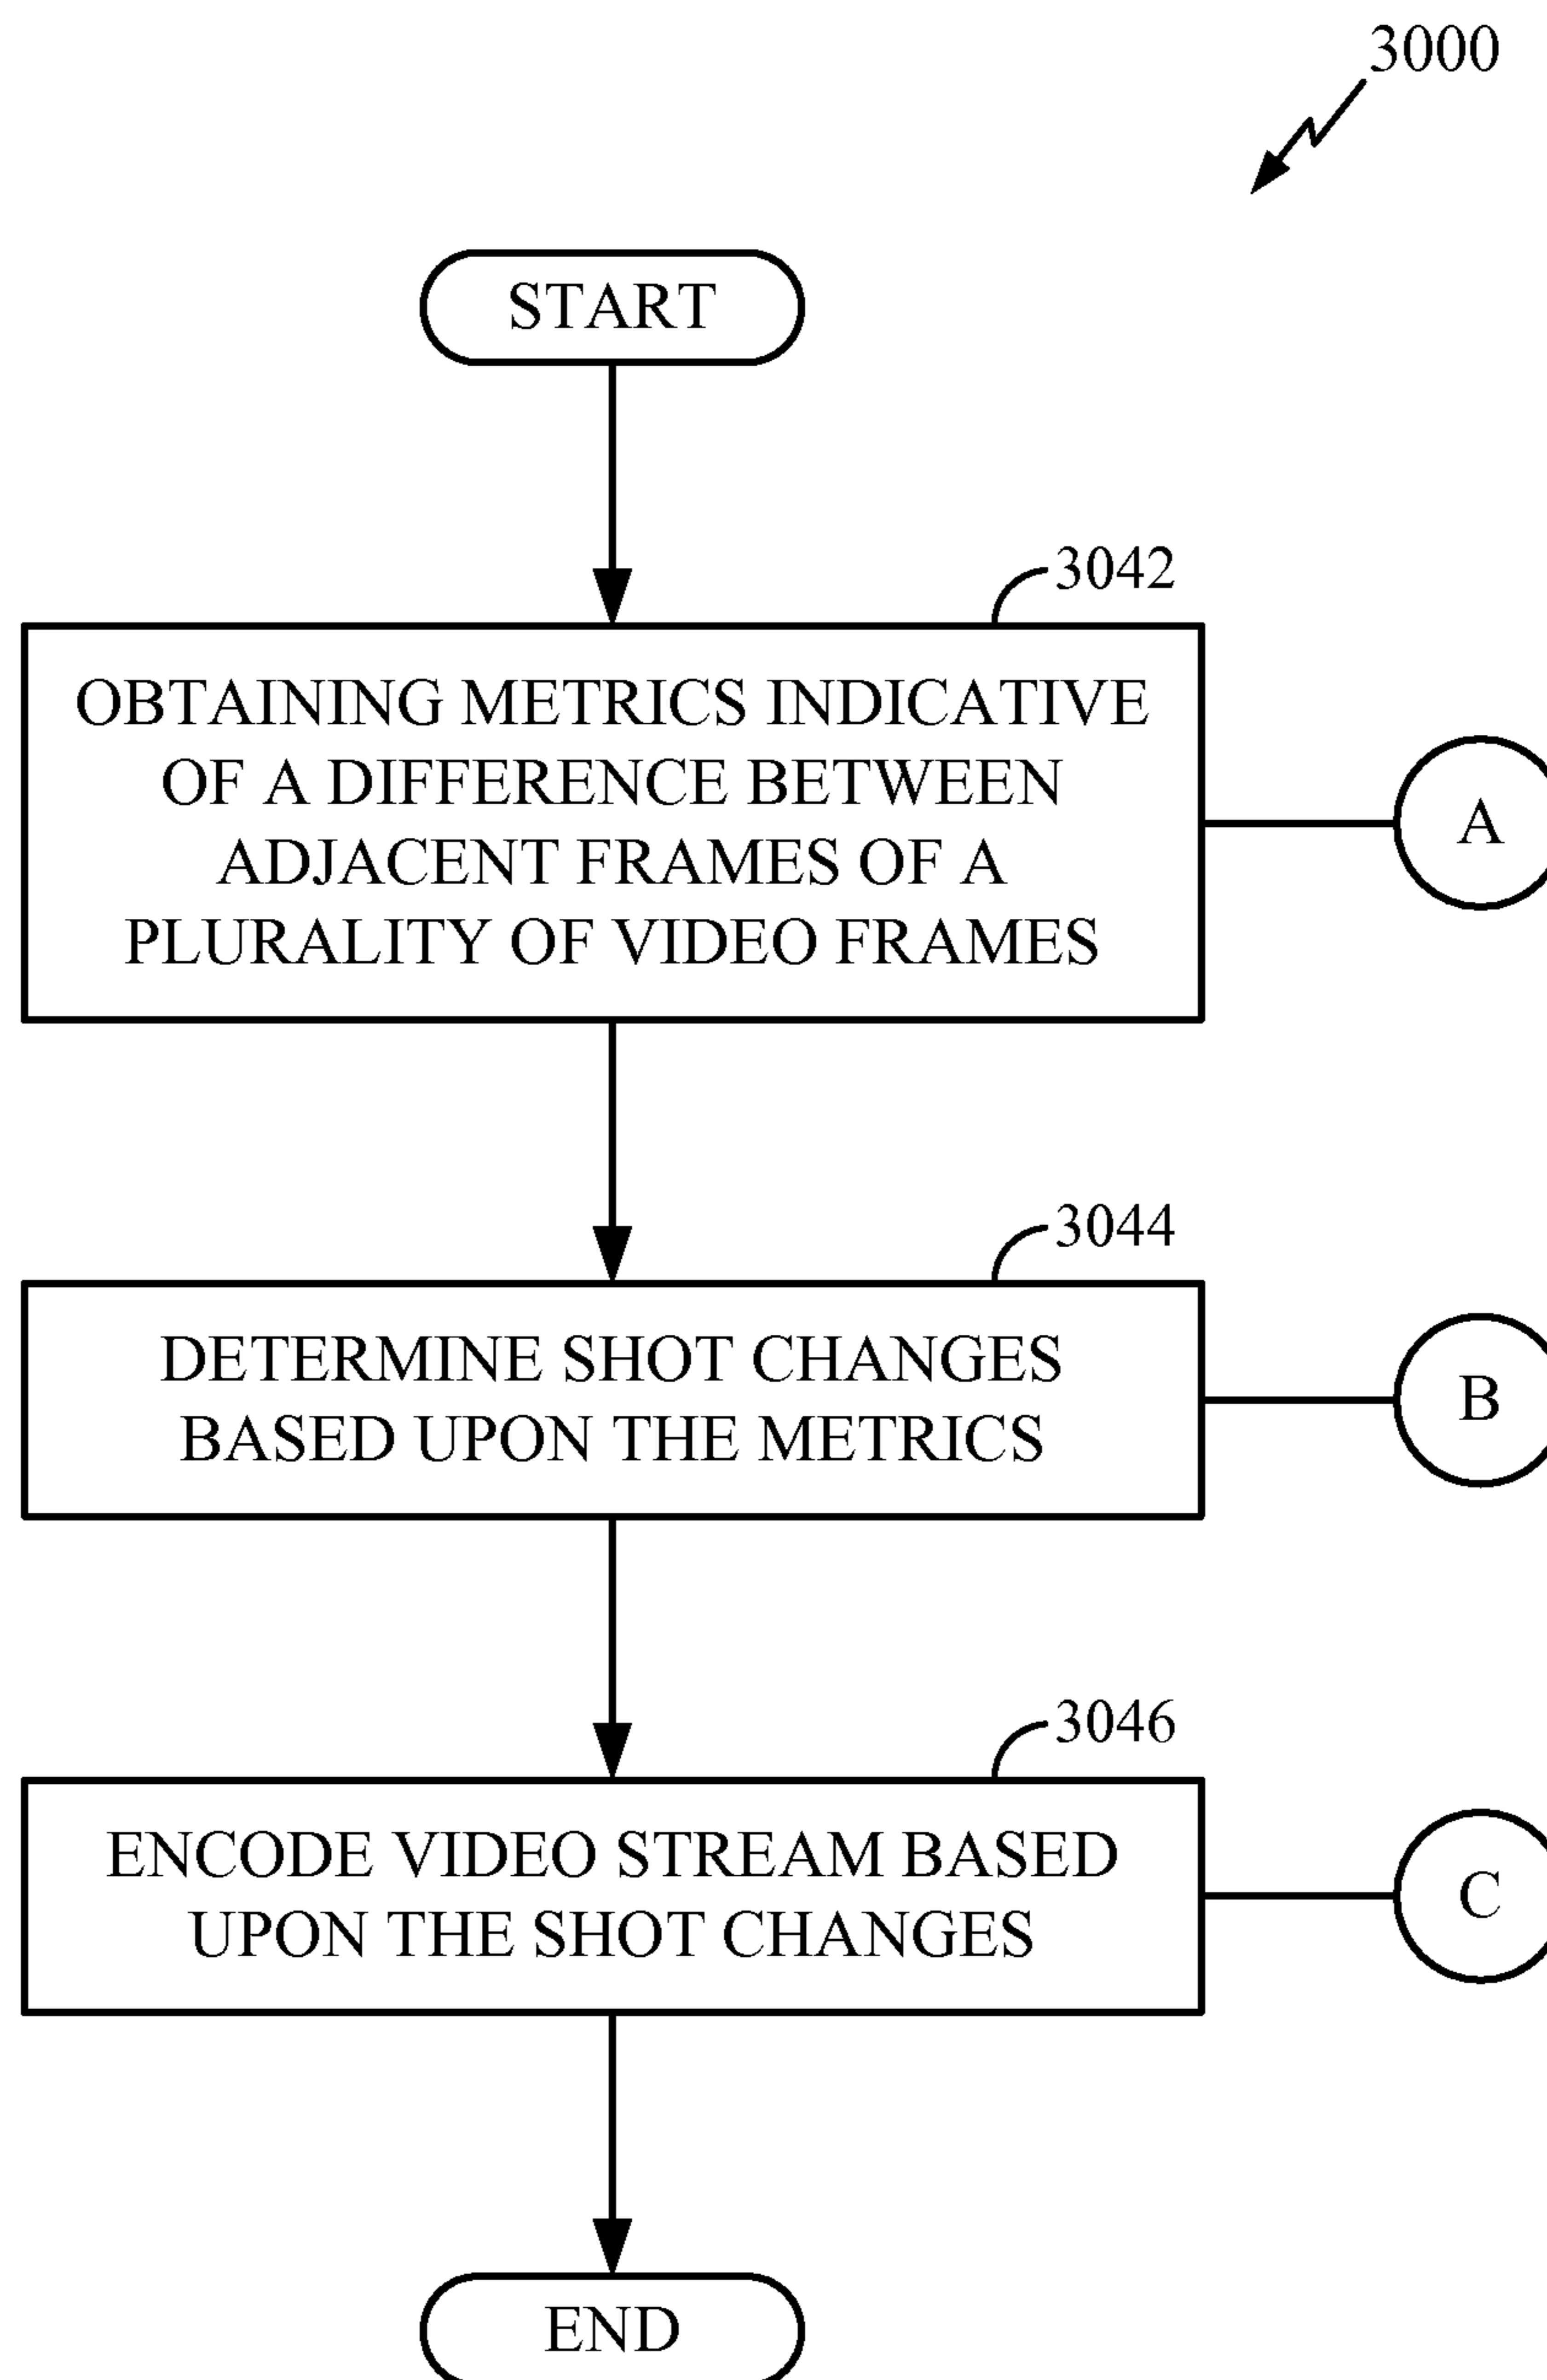 3000
START
3042
OBTAINING METRICS INDICATIVE
OF A DIFFERENCE BETWEEN
ADJACENT FRAMES OF A
PLURALITY OF VIDEO FRAMES
A
3044
DETERMINE SHOT CHANGES
BASED UPON THE METRICS
B
3046
ENCODE VIDEO STREAM BASED
UPON THE SHOT CHANGES
C
END